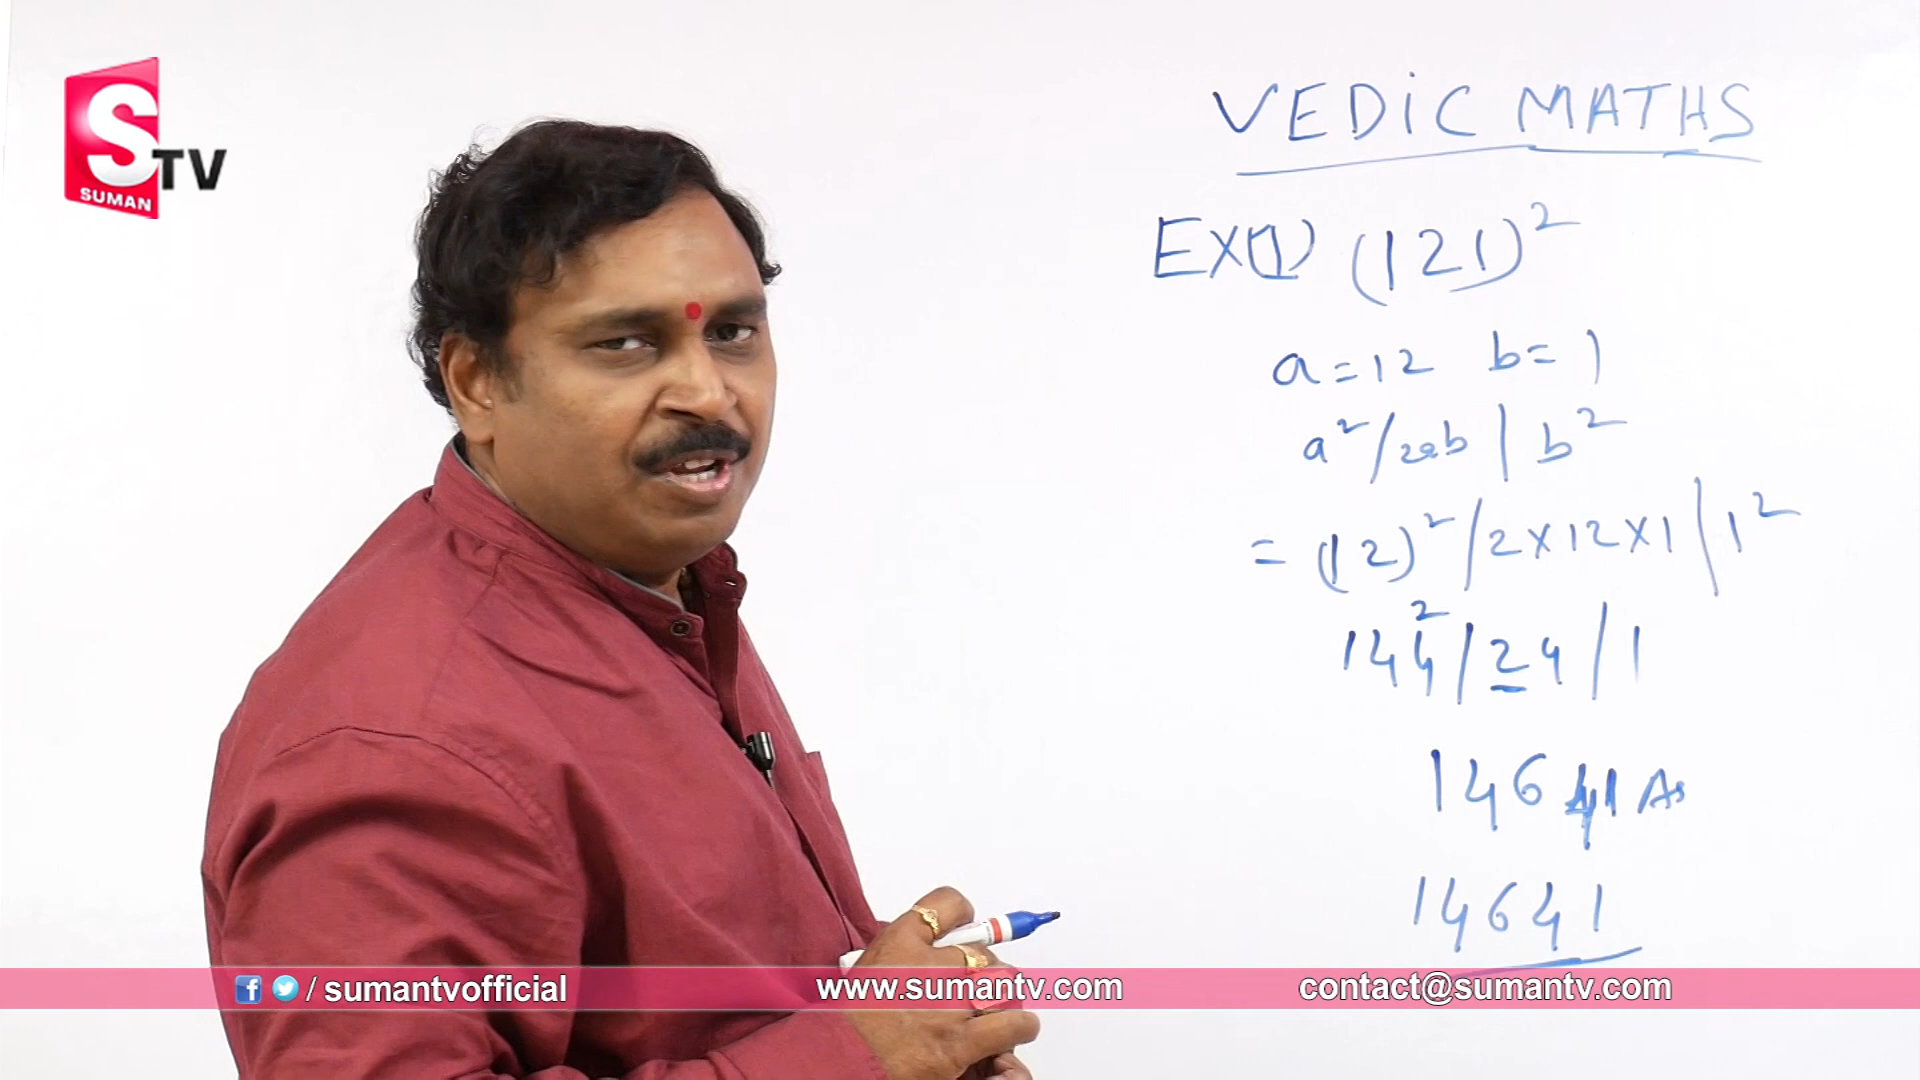 S TV
SUMAN
VEDIC MATHS
EX(1) (121)²
a=12 b=1
a²/2ab|b²
=(12)²/2×12×1|1²
2
144/24/1
14641 As
14641
/ sumantvofficial www.sumantv.com contact@sumantv.com